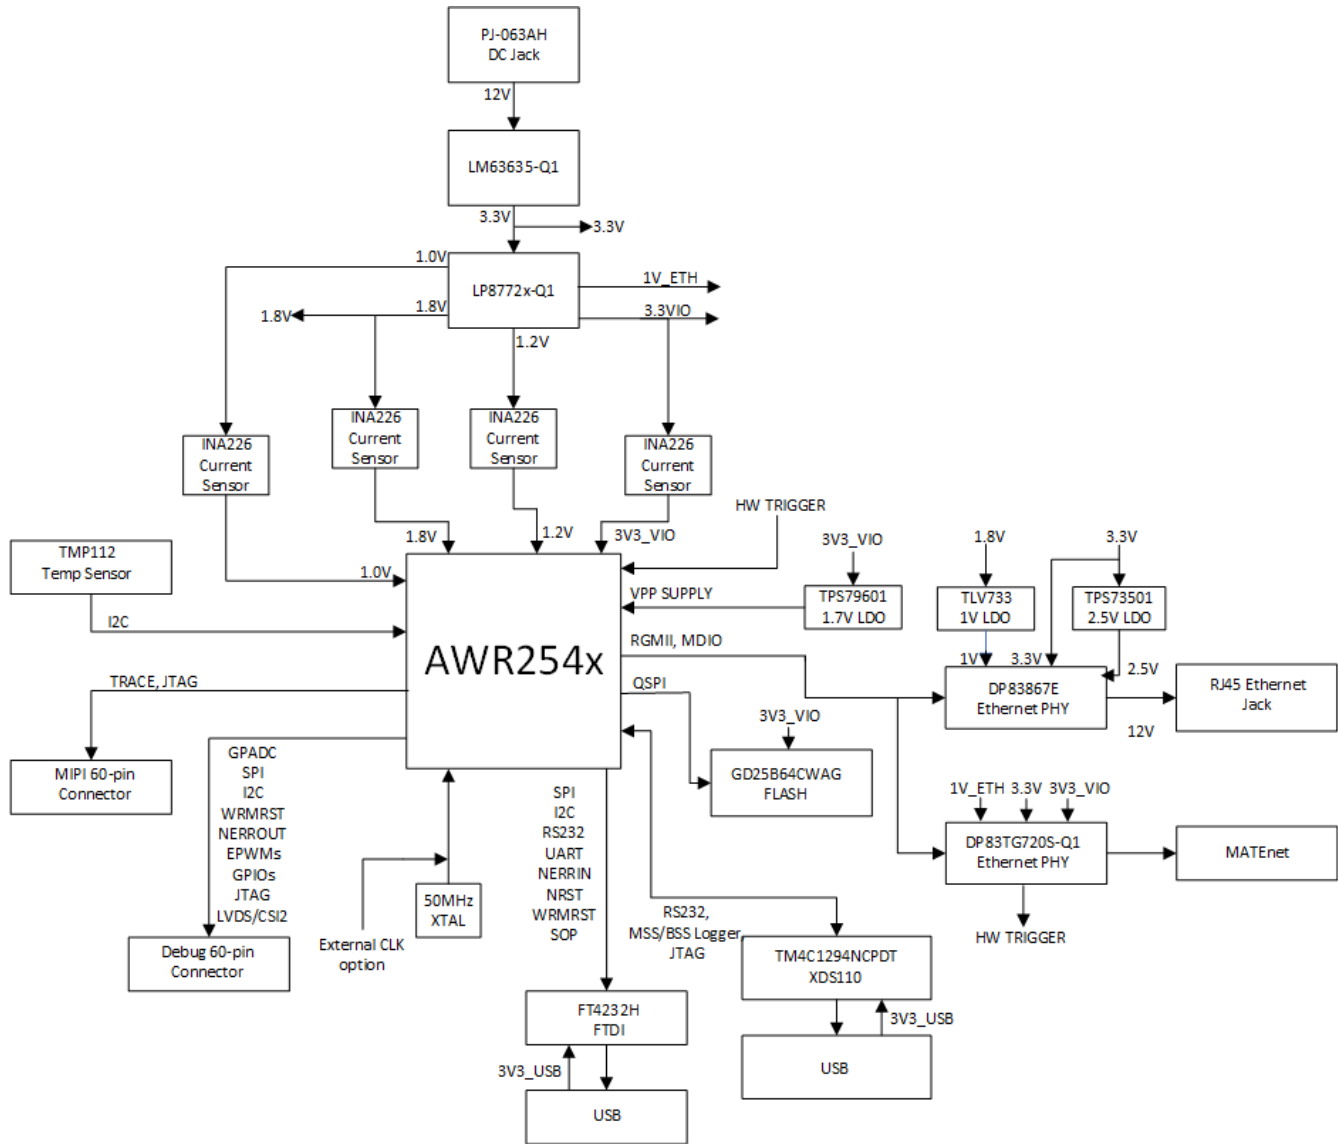 PJ-063AH
DC Jack
12V
LM63635-Q1
3.3V
3.3V
1.0V
LP8772x-Q1
1V_ETH
1.8V
1.8V
3.3VIO
1.2V
INA226
Current
Sensor
INA226
Current
Sensor
INA226
Current
Sensor
INA226
Current
Sensor
HW TRIGGER
1.8V
1.2V
3V3_VIO
3V3_VIO
1.8V
3.3V
TMP112
Temp Sensor
1.0V
I2C
VPP SUPPLY
TPS79601
1.7V LDO
TLV733
1V LDO
TPS73501
2.5V LDO
AWR254x
RGMII, MDIO
1V
3.3V
2.5V
DP83867E
Ethernet PHY
RJ45 Ethernet
Jack
12V
TRACE, JTAG
QSPI
3V3_VIO
MIPI 60-pin
Connector
GD25B64CWAG
FLASH
1V_ETH
3.3V
3V3_VIO
DP83TG720S-Q1
Ethernet PHY
MATEnet
HW TRIGGER
GPADC
SPI
I2C
WRMRST
NERROUT
EPWMs
GPIOs
JTAG
LVDS/CSI2
Debug 60-pin
Connector
External CLK
option
50MHz
XTAL
SPI
I2C
RS232
UART
NERRIN
NRST
WRMRST
SOP
RS232,
MSS/BSS Logger,
JTAG
TM4C1294NCPDT
XDS110
3V3_USB
USB
FT4232H
FTDI
3V3_USB
USB